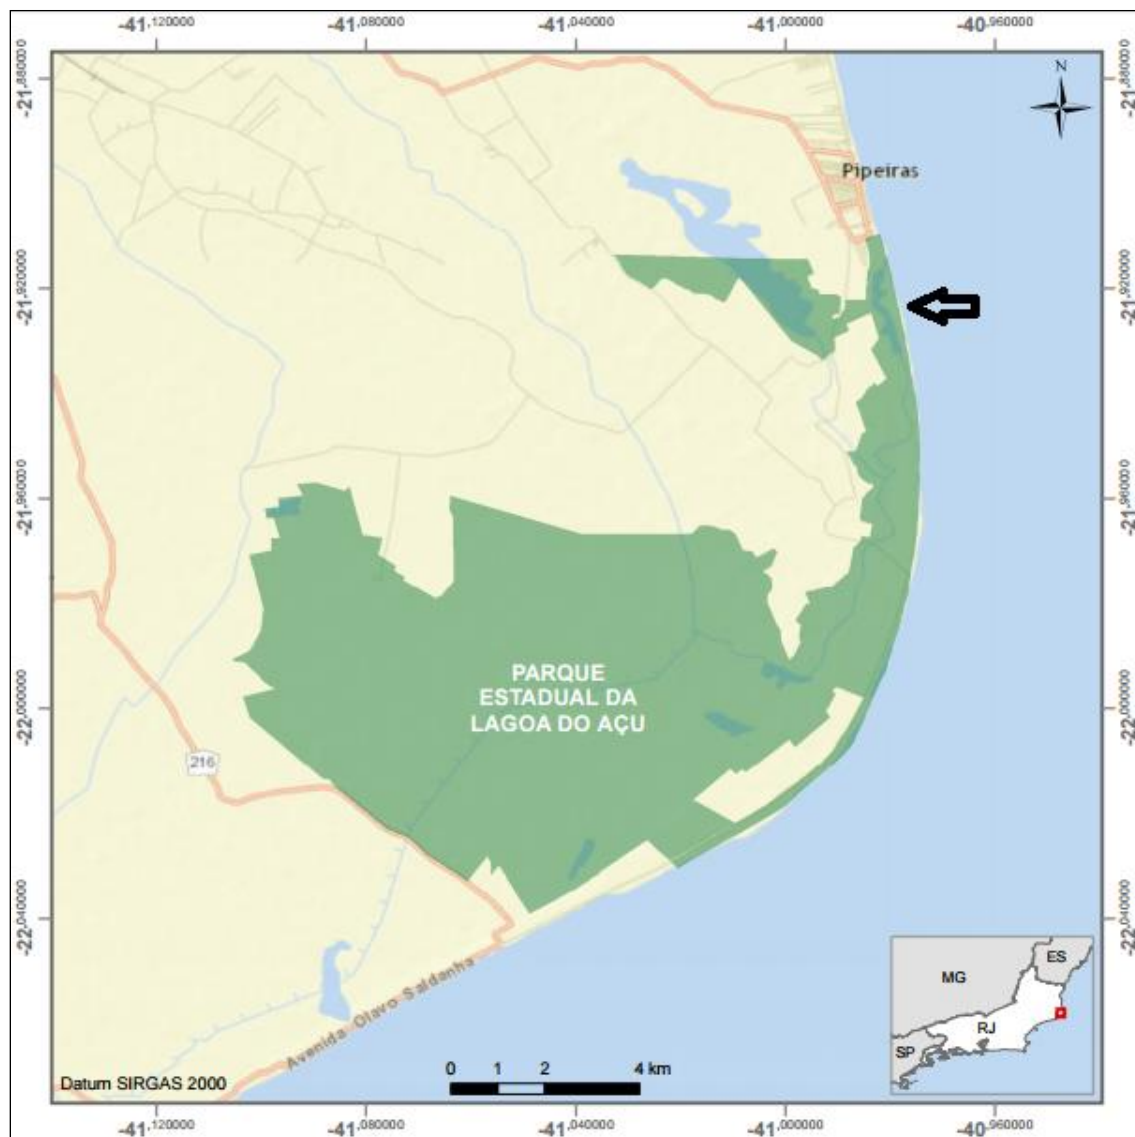 -41,120000 -41,080000 -41,040000 -41,000000 -40,960000
-21,880000 -21,880000
N
Pipeiras
-21,920000 -21,920000
-21,960000 -21,960000
PARQUE
ESTADUAL DA
LAGOA DO AÇU
-22,000000 -22,000000
216
-22,040000 -22,040000
Avenida Olavo Saldanha
MG
ES
RJ
SP
0 1 2 4 km
Datum SIRGAS 2000
-41,120000 -41,080000 -41,040000 -41,000000 -40,960000